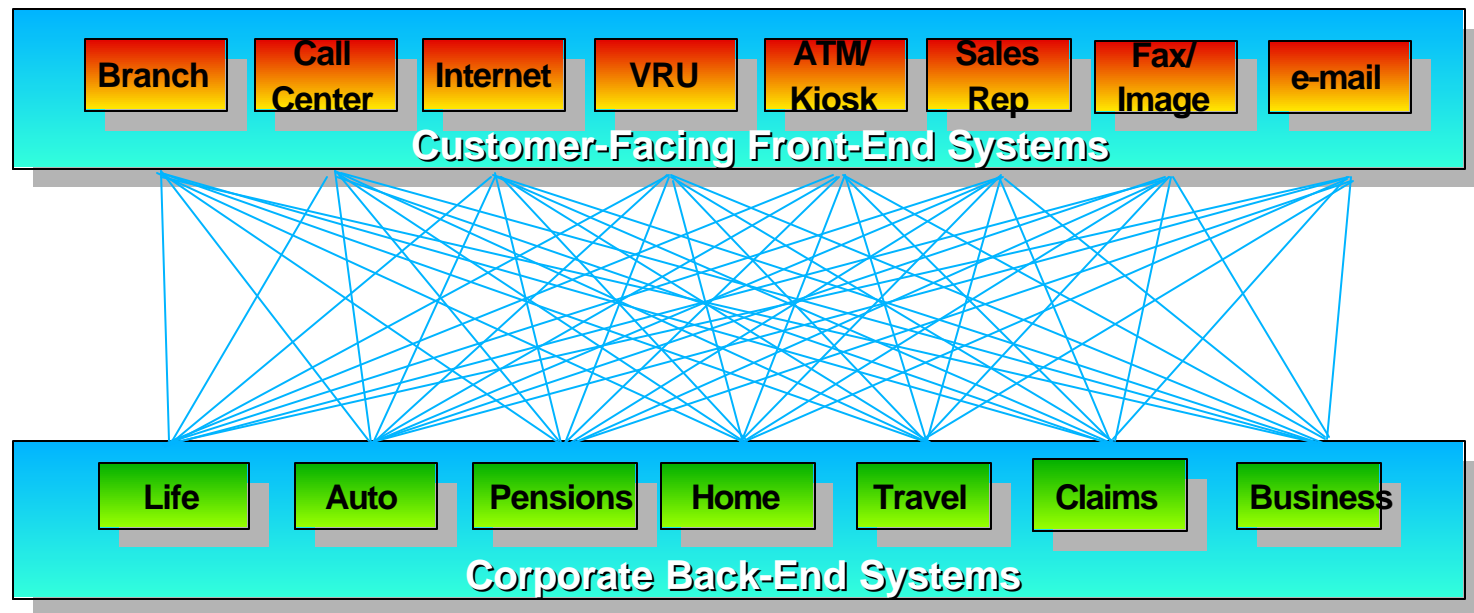 Branch
Call
Center
Internet
VRU
ATM/
Kiosk
Sales
Rep
Fax/
Image
e-mail
Customer-Facing Front-End Systems
Life
Auto
Pensions
Home
Travel
Claims
Business
Corporate Back-End Systems